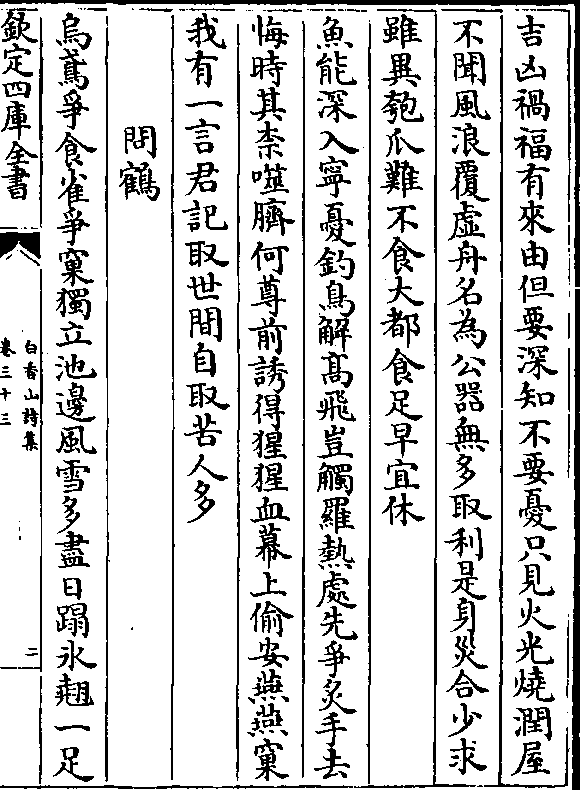 吉凶禍福有來由但要深知不要憂只見火光燒潤屋
不聞風浪覆虛舟名為公器無多取利是身災合少求
雖異匏瓜難不食大都食足早宜休
魚能深入寧憂釣鳥解髙飛豈觸羅熱處先爭炙手去
悔時其柰噬臍何尊前誘得猩猩血幕上偷安燕燕窠
我有一言君記取世間自取苦人多
問鶴
烏鳶爭食雀爭窠獨立池邊風雪多盡日蹋氷翹一足
欽定四庫全書
白香山詩集
卷三十三
二